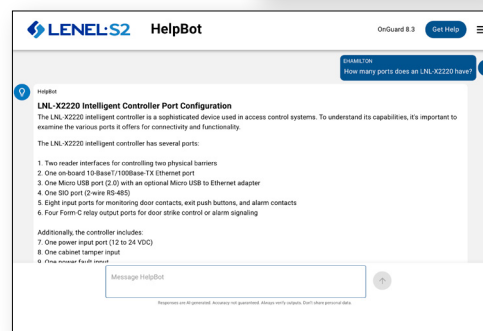 LENEL·S2
HelpBot
OnGuard 8.3
Get Help
EHAMILTON
How many ports does an LNL-X2220 have?
HelpBot
LNL-X2220 Intelligent Controller Port Configuration
The LNL-X2220 intelligent controller is a sophisticated device used in access control systems. To understand its capabilities, it's important to
examine the various ports it offers for connectivity and functionality.
The LNL-X2220 intelligent controller has several ports:
1. Two reader interfaces for controlling two physical barriers
2. One on-board 10-BaseT/100Base-TX Ethernet port
3. One Micro USB port (2.0) with an optional Micro USB to Ethernet adapter
4. One SIO port (2-wire RS-485)
5. Eight input ports for monitoring door contacts, exit push buttons, and alarm contacts
6. Four Form-C relay output ports for door strike control or alarm signaling
Additionally, the controller includes:
7. One power input port (12 to 24 VDC)
8. One cabinet tamper input
9. One power fault input
Message HelpBot
Responses are AI generated. Accuracy not guaranteed. Always verify outputs. Don't share personal data.